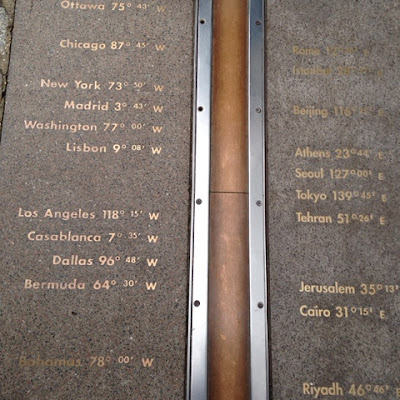 Ottawa 75° 43' W
Chicago 87° 45' W
New York 73° 50' W
Madrid 3° 43' W
Washington 77° 00' W
Lisbon 9° 08' W
Los Angeles 118° 15' W
Casablanca 7° 35' W
Dallas 96° 48' W
Bermuda 64° 30' W
Bahamas 78° 00' W
Rome E
Istanbul E
Beijing 116° E
Athens 23° 44' E
Seoul 127° 00' E
Tokyo 139° 45' E
Tehran 51° 26' E
Jerusalem 35° 13'
Cairo 31° 15' E
Riyadh 46° 46' E